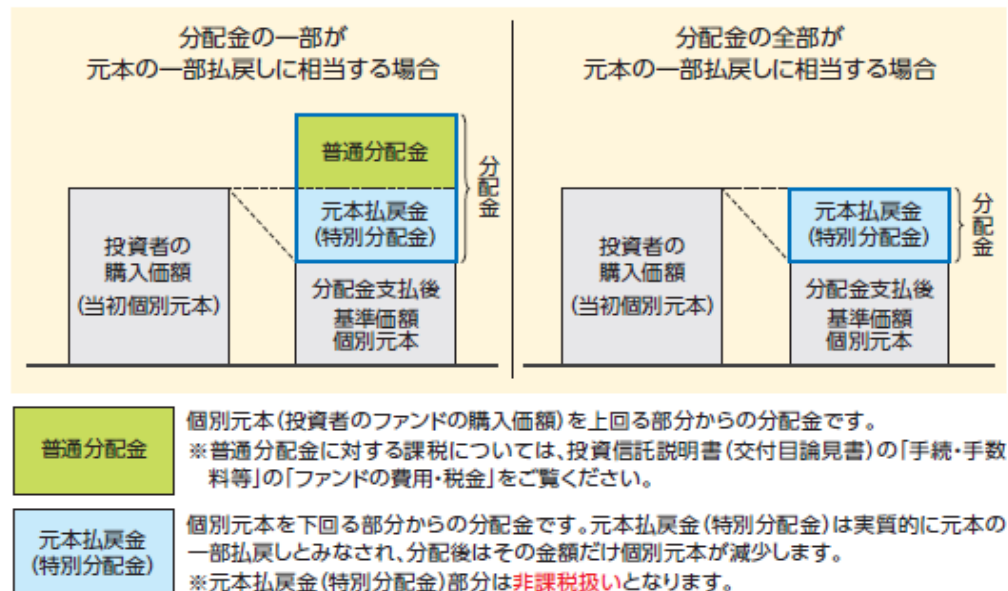 分配金の一部が
元本の一部払戻しに相当する場合
普通分配金
元本払戻金
(特別分配金)
分配金
投資者の
購入価額
(当初個別元本)
分配金支払後
基準価額
個別元本
分配金の全部が
元本の一部払戻しに相当する場合
元本払戻金
(特別分配金)
分配金
投資者の
購入価額
(当初個別元本)
分配金支払後
基準価額
個別元本
普通分配金
個別元本(投資者のファンドの購入価額)を上回る部分からの分配金です。
※普通分配金に対する課税については、投資信託説明書(交付目論見書)の「手続・手数
料等」の「ファンドの費用・税金」をご覧ください。
元本払戻金
(特別分配金)
個別元本を下回る部分からの分配金です。元本払戻金(特別分配金)は実質的に元本の
一部払戻しとみなされ、分配後はその金額だけ個別元本が減少します。
※元本払戻金(特別分配金)部分は非課税扱いとなります。